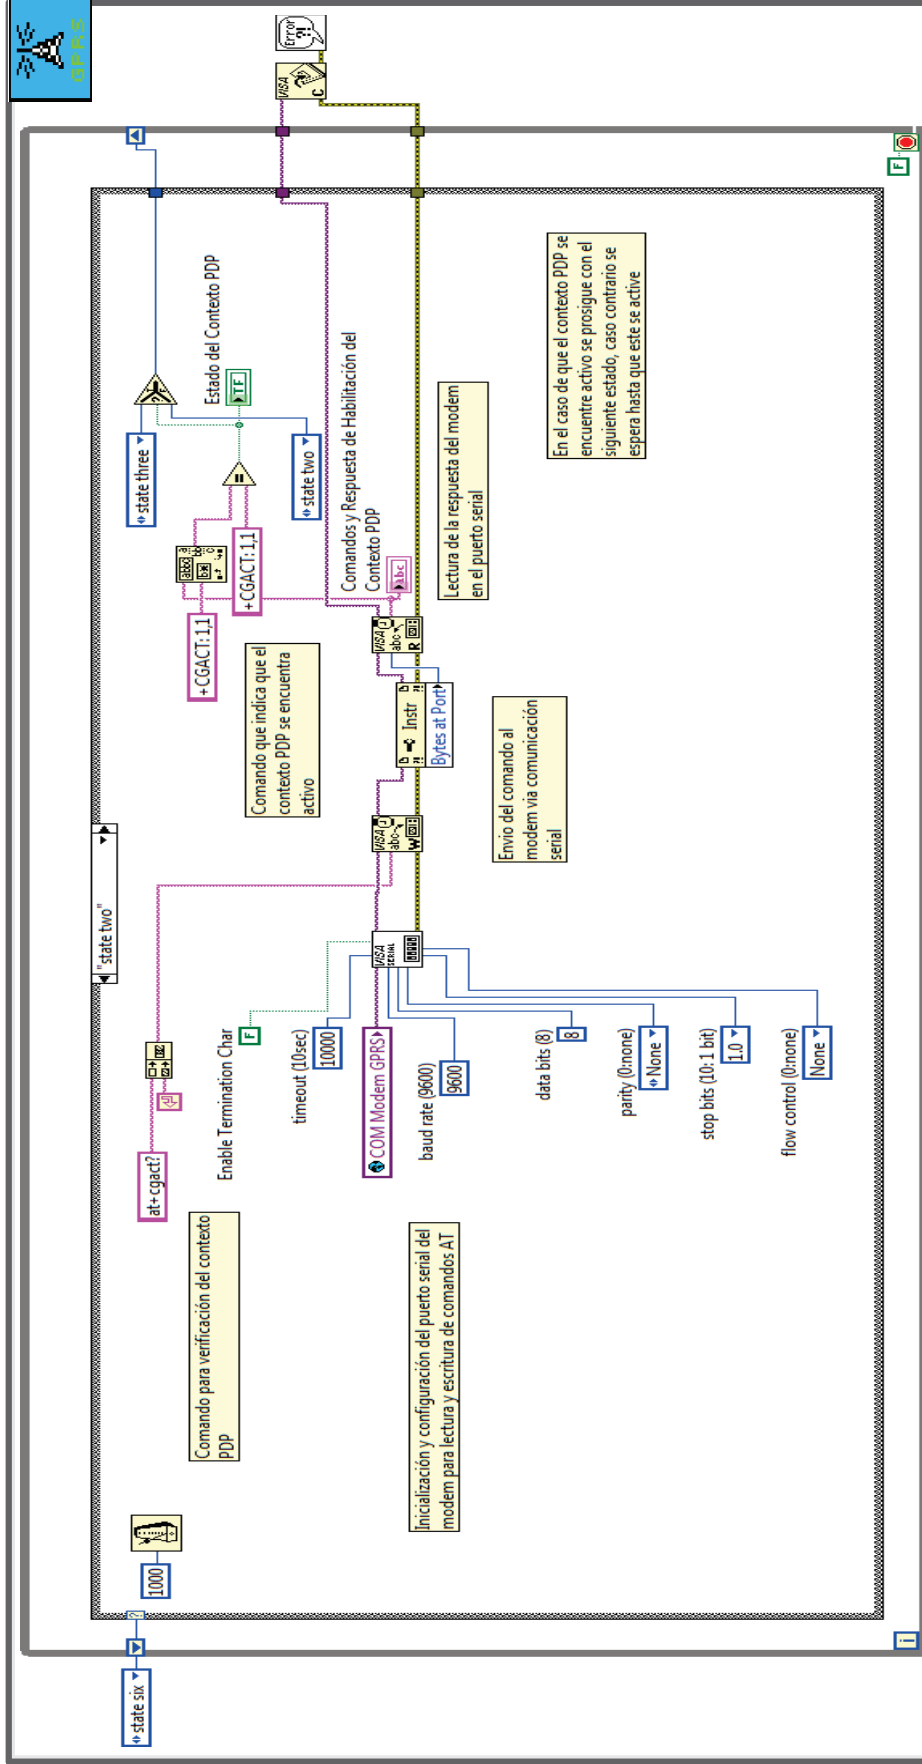 GPRS
state six
1000
"state two"
Comando para verificación del contexto
PDP
at+cgact?
Enable Termination Char
F
timeout (10sec)
10000
COM Modem GPRS
baud rate (9600)
9600
data bits (8)
8
parity (0:none)
None
stop bits (10: 1 bit)
1.0
flow control (0:none)
None
Inicialización y configuración del puerto serial del
modem para lectura y escritura de comandos AT
VISA
SERIAL
VISA
abc
W
Envio del comando al
modem via comunicación
serial
Instr
Bytes at Port
VISA
abc
R
Lectura de la respuesta del modem
en el puerto serial
Comando que indica que el
contexto PDP se encuentra
activo
+CGACT: 1,1
+CGACT: 1,1
Comandos y Respuesta de Habilitación del
Contexto PDP
abc
=
state three
state two
Estado del Contexto PDP
TF
En el caso de que el contexto PDP se
encuentre activo se prosigue con el
siguiente estado, caso contrario se
espera hasta que este se active
VISA
C
Error
?!
i
F